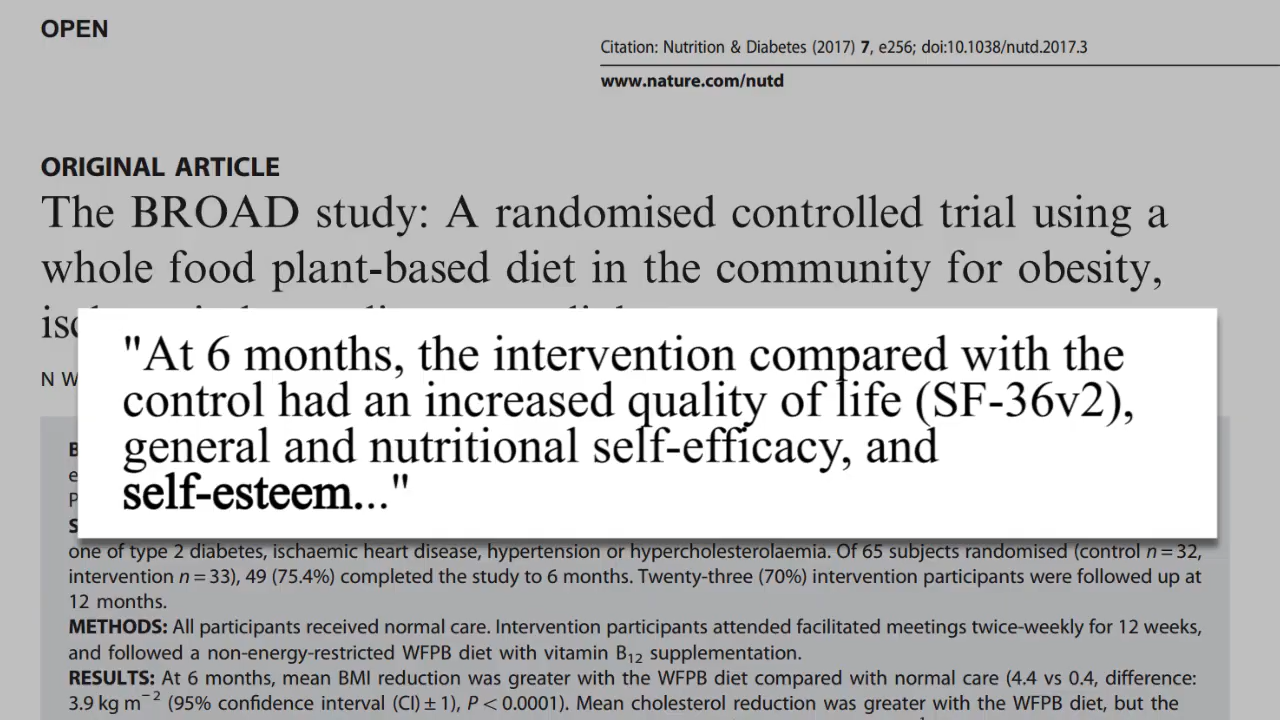 OPEN
Citation: Nutrition & Diabetes (2017) 7, e256; doi:10.1038/nutd.2017.3
www.nature.com/nutd
ORIGINAL ARTICLE
The BROAD study: A randomised controlled trial using a
whole food plant-based diet in the community for obesity,
N W
"At 6 months, the intervention compared with the
control had an increased quality of life (SF-36v2),
general and nutritional self-efficacy, and
self-esteem..."
one of type 2 diabetes, ischaemic heart disease, hypertension or hypercholesterolaemia. Of 65 subjects randomised (control n = 32,
intervention n = 33), 49 (75.4%) completed the study to 6 months. Twenty-three (70%) intervention participants were followed up at
12 months.
METHODS: All participants received normal care. Intervention participants attended facilitated meetings twice-weekly for 12 weeks,
and followed a non-energy-restricted WFPB diet with vitamin B₁₂ supplementation.
RESULTS: At 6 months, mean BMI reduction was greater with the WFPB diet compared with normal care (4.4 vs 0.4, difference:
3.9 kg m⁻² (95% confidence interval (CI) ± 1), P < 0.0001). Mean cholesterol reduction was greater with the WFPB diet, but the